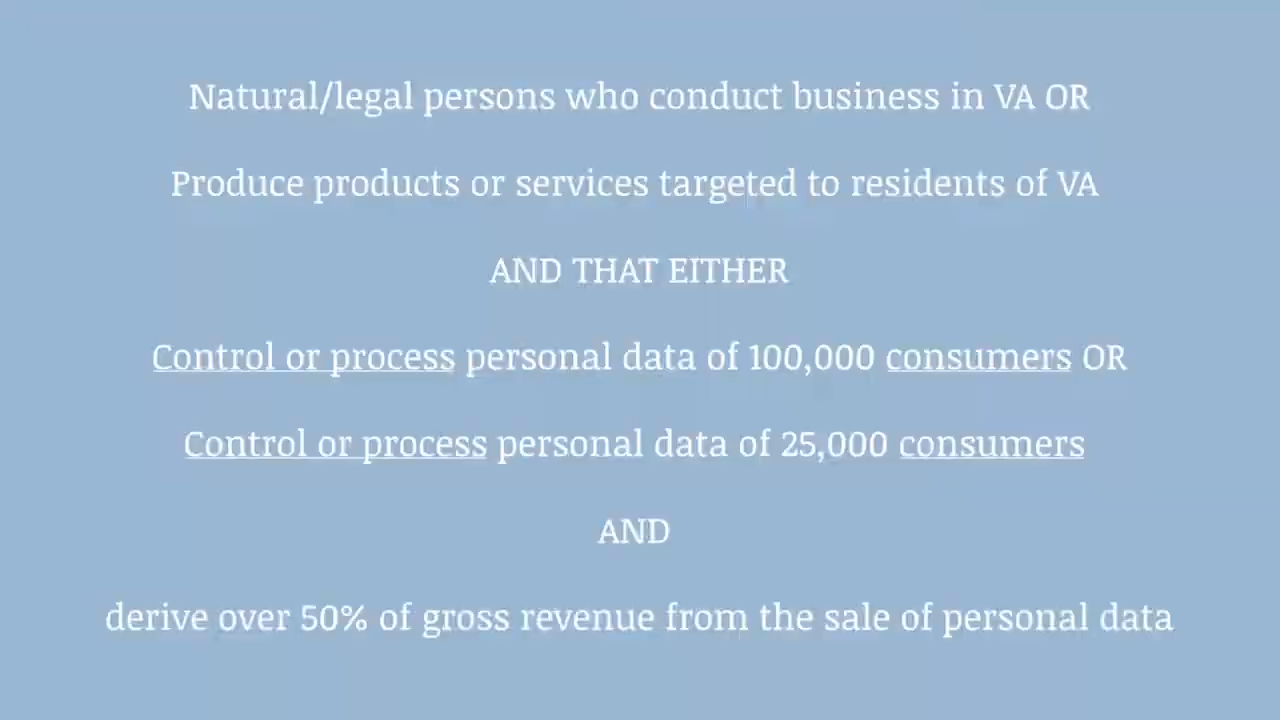 Natural/legal persons who conduct business in VA OR
Produce products or services targeted to residents of VA
AND THAT EITHER
Control or process personal data of 100,000 consumers OR
Control or process personal data of 25,000 consumers
AND
derive over 50% of gross revenue from the sale of personal data